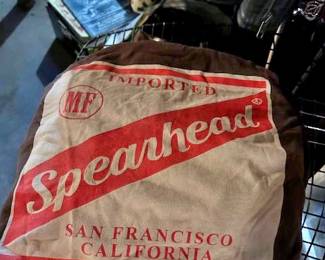 IMPORTED
MF
Spearhead®
SAN FRANCISCO
CALIFORNIA